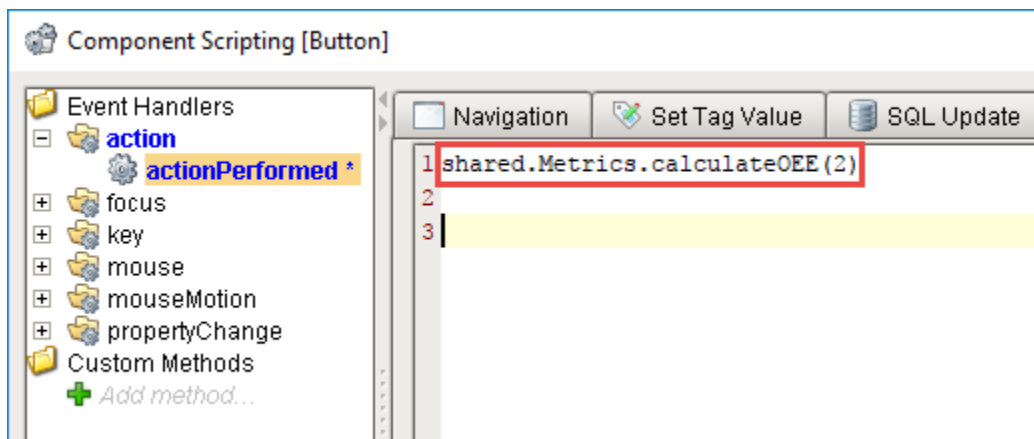 Component Scripting [Button]
Event Handlers
action
actionPerformed *
focus
key
mouse
mouseMotion
propertyChange
Custom Methods
Add method...
Navigation
Set Tag Value
SQL Update
1 shared.Metrics.calculateOEE(2)
2
3